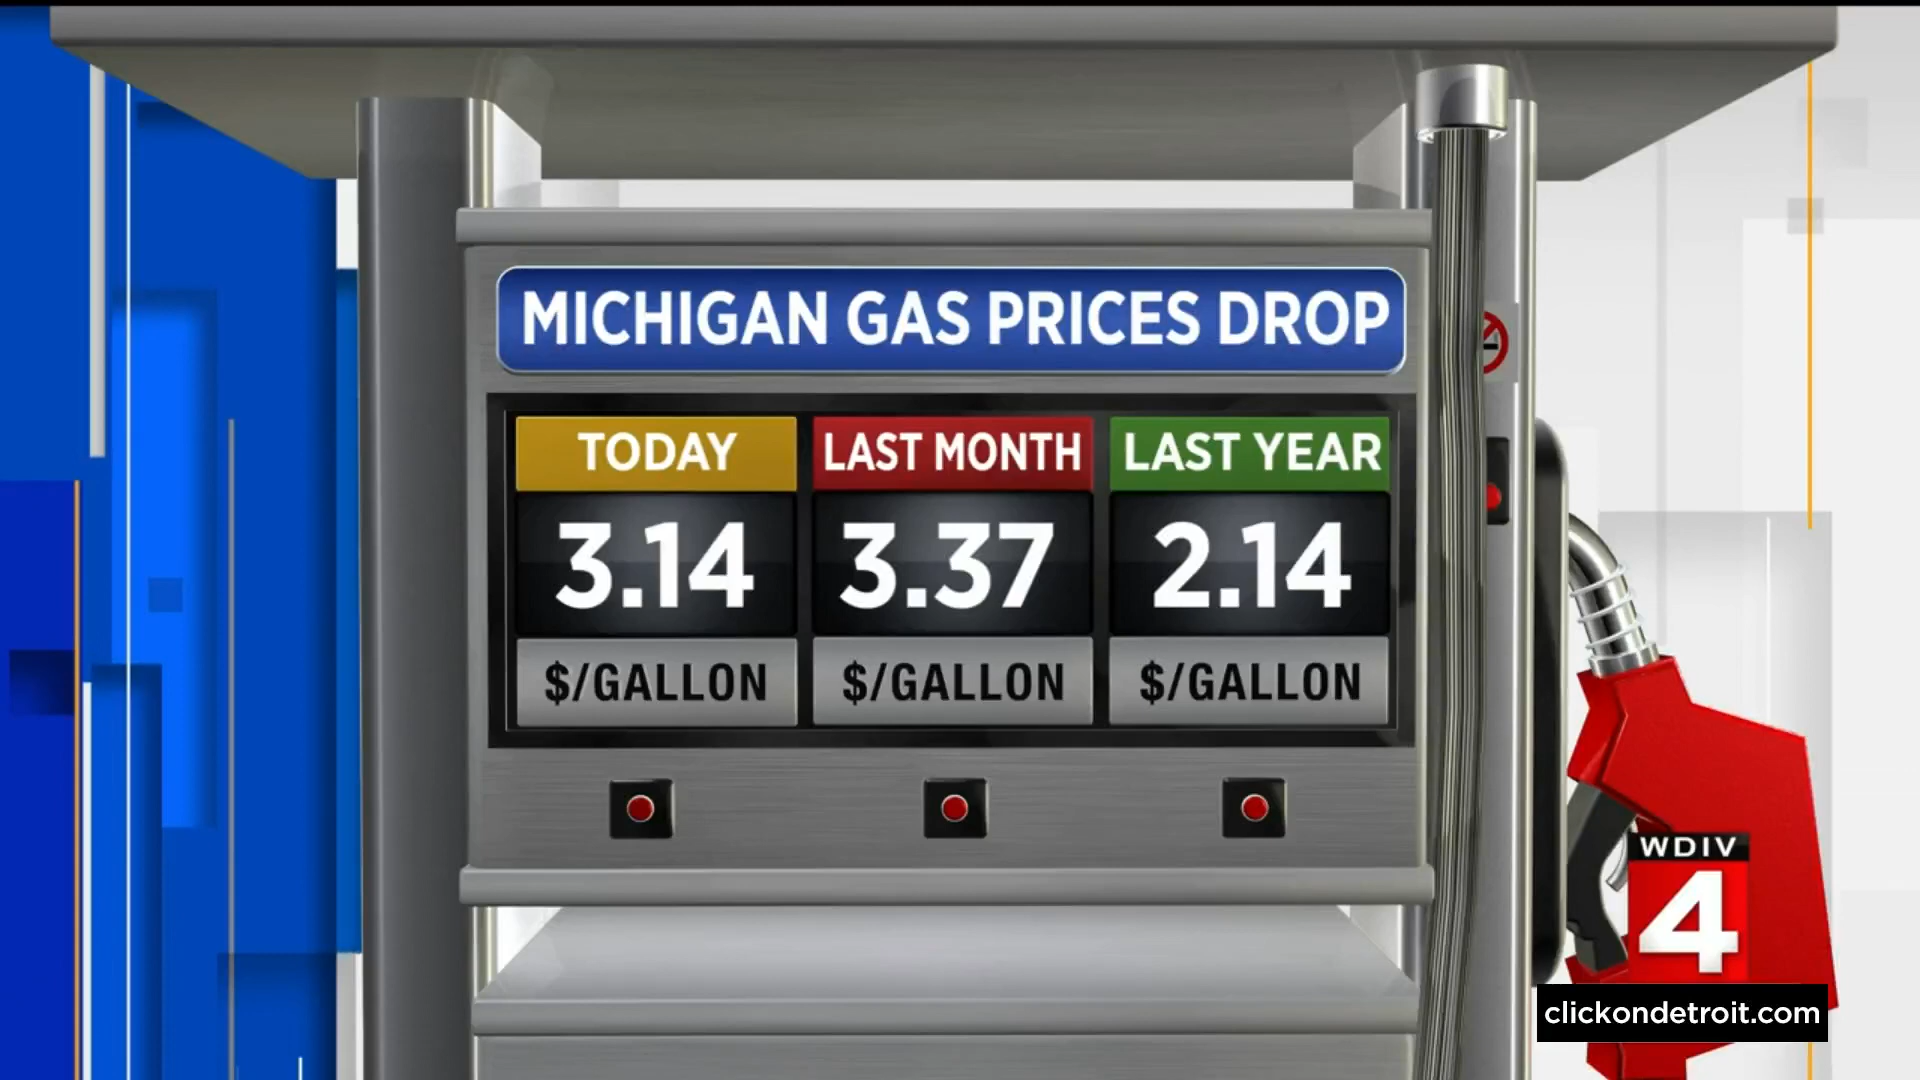 MICHIGAN GAS PRICES DROP
TODAY
LAST MONTH
LAST YEAR
3.14
3.37
2.14
$/GALLON
$/GALLON
$/GALLON
WDIV
4
clickondetroit.com